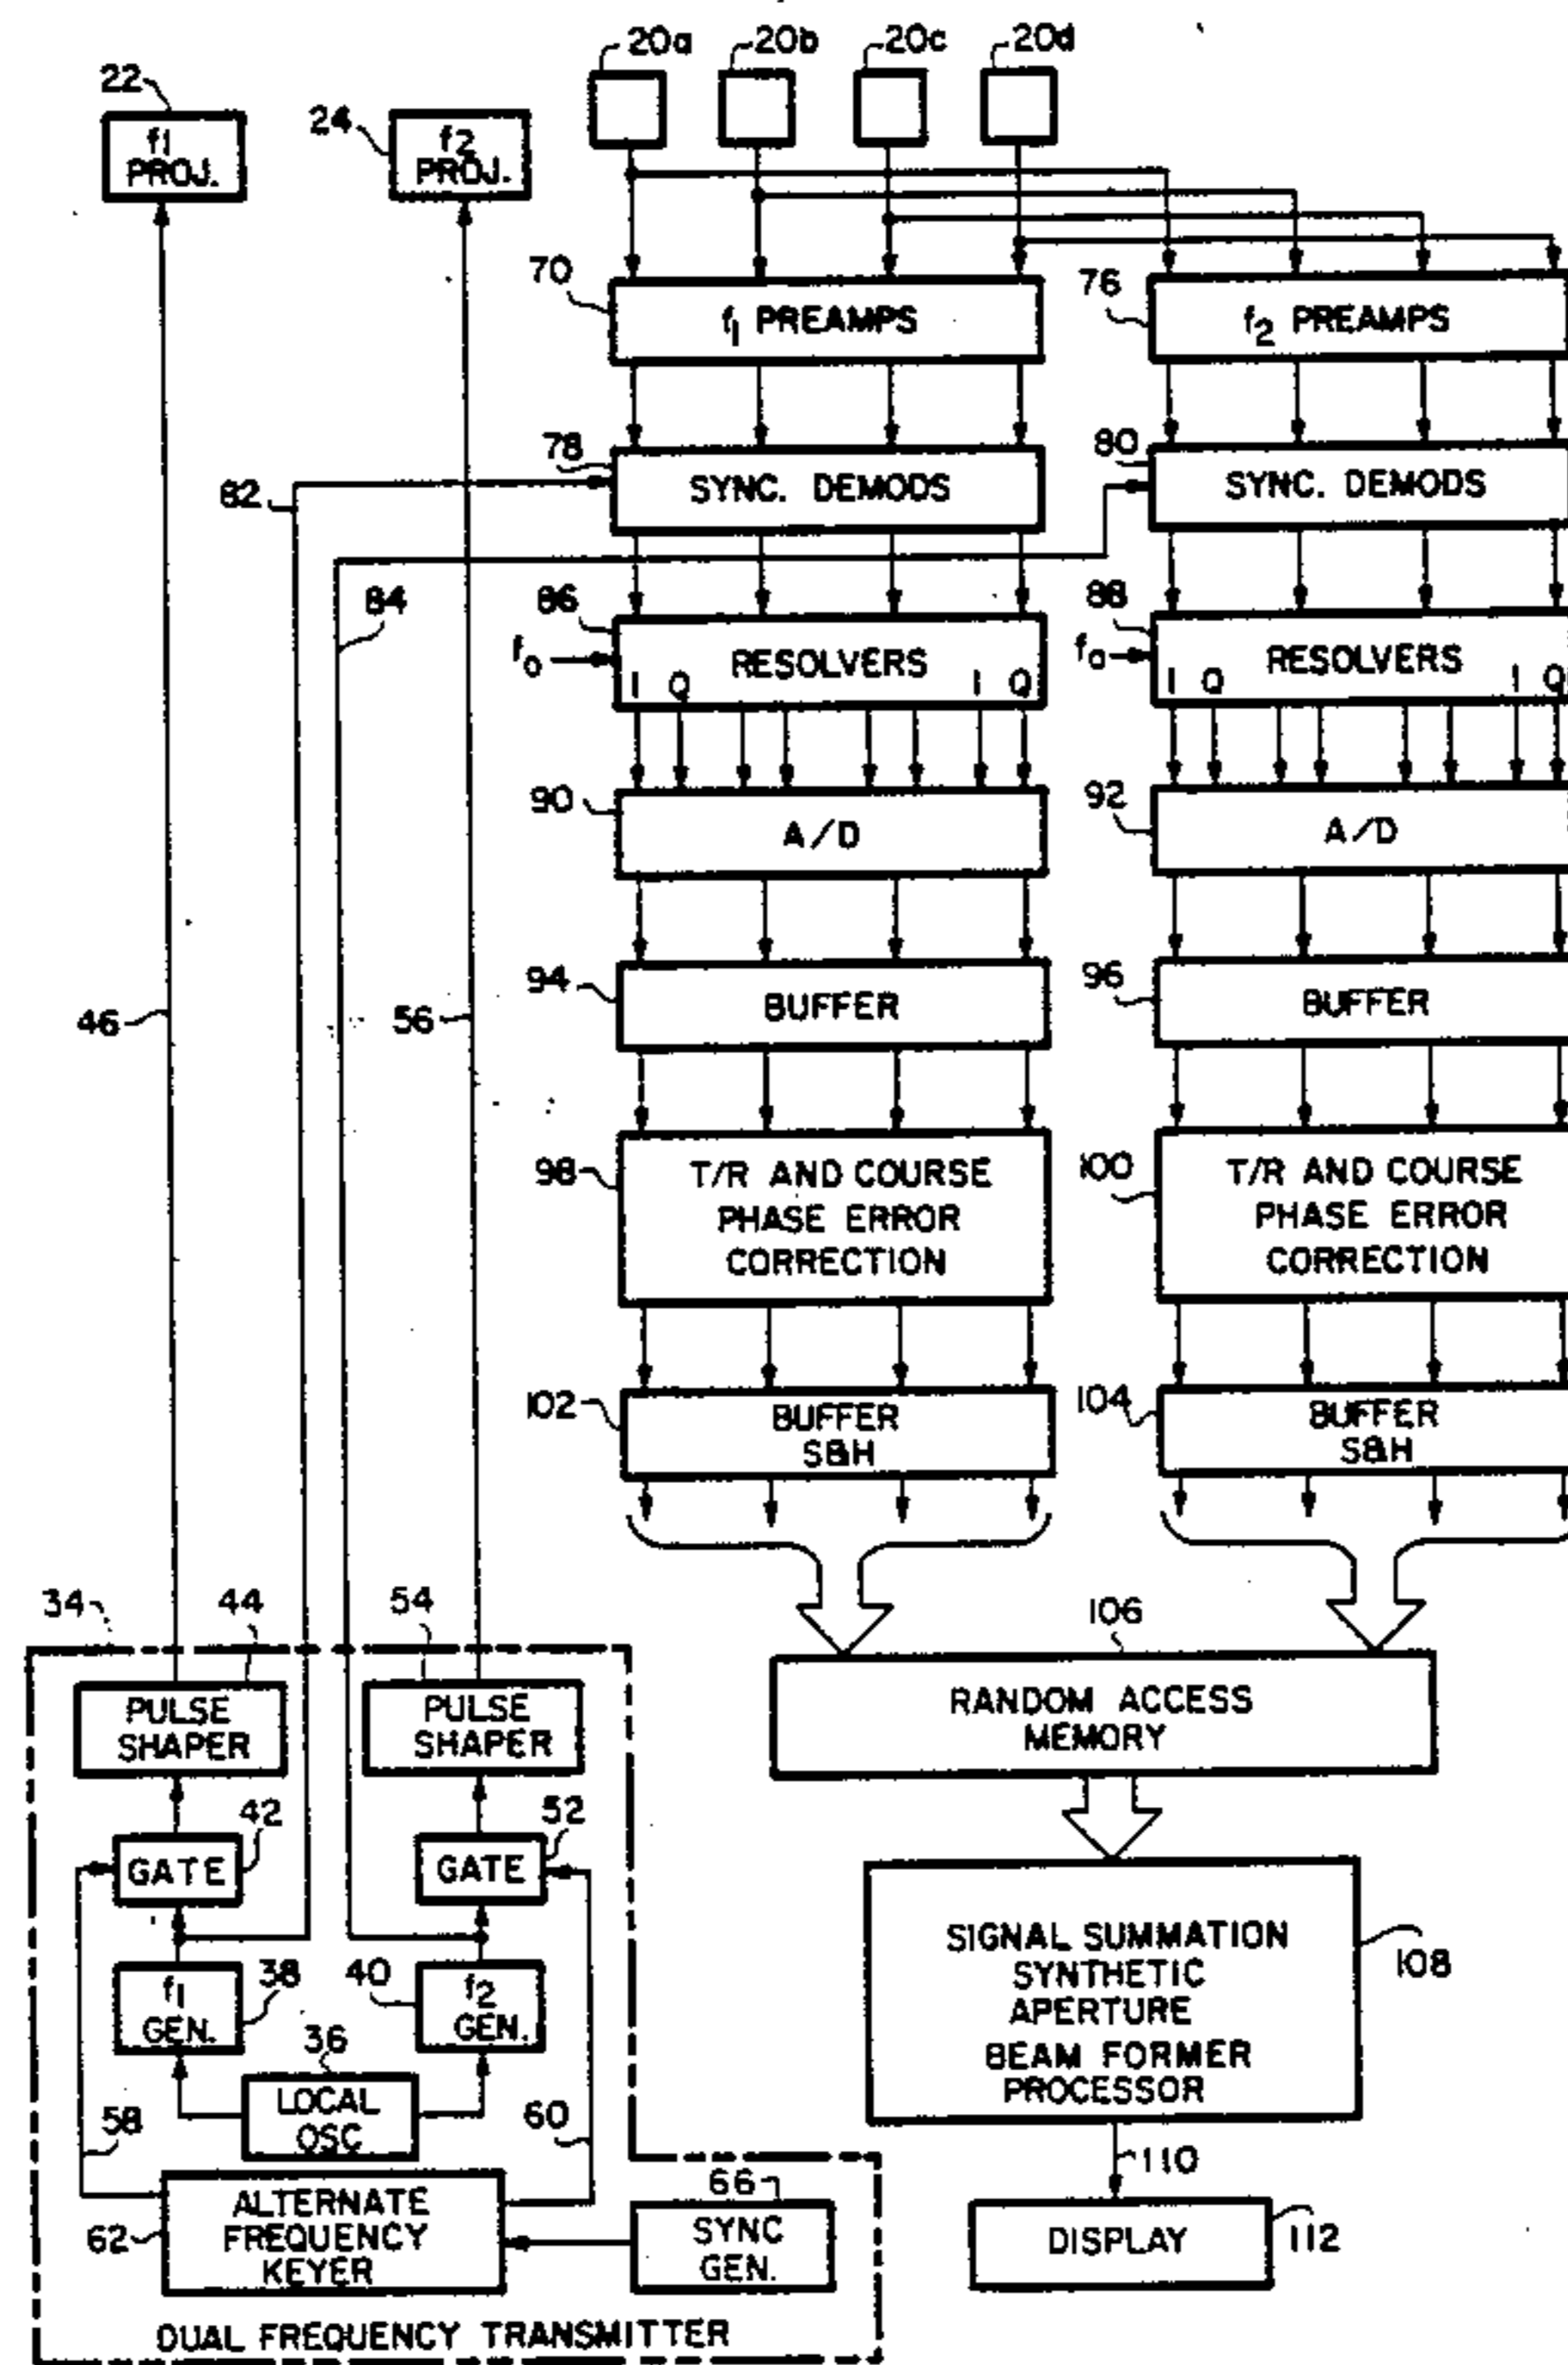 20a 20b 20c 20d
22
24
f1
PROJ.
f2
PROJ.
70
f1 PREAMPS
76
f2 PREAMPS
78
SYNC. DEMODS
80
SYNC. DEMODS
82
84
86
fo
RESOLVERS
I Q I Q
88
fo
RESOLVERS
I Q I Q
90
A/D
92
A/D
94
BUFFER
96
BUFFER
46
56
98
T/R AND COURSE
PHASE ERROR
CORRECTION
100
T/R AND COURSE
PHASE ERROR
CORRECTION
102
BUFFER
S&H
104
BUFFER
S&H
34
44
54
PULSE
SHAPER
PULSE
SHAPER
106
RANDOM ACCESS
MEMORY
42
GATE
52
GATE
38
f1
GEN.
40
f2
GEN.
36
LOCAL
OSC
58
60
108
SIGNAL SUMMATION
SYNTHETIC
APERTURE
BEAM FORMER
PROCESSOR
110
62
ALTERNATE
FREQUENCY
KEYER
66
SYNC
GEN.
DISPLAY
112
DUAL FREQUENCY TRANSMITTER